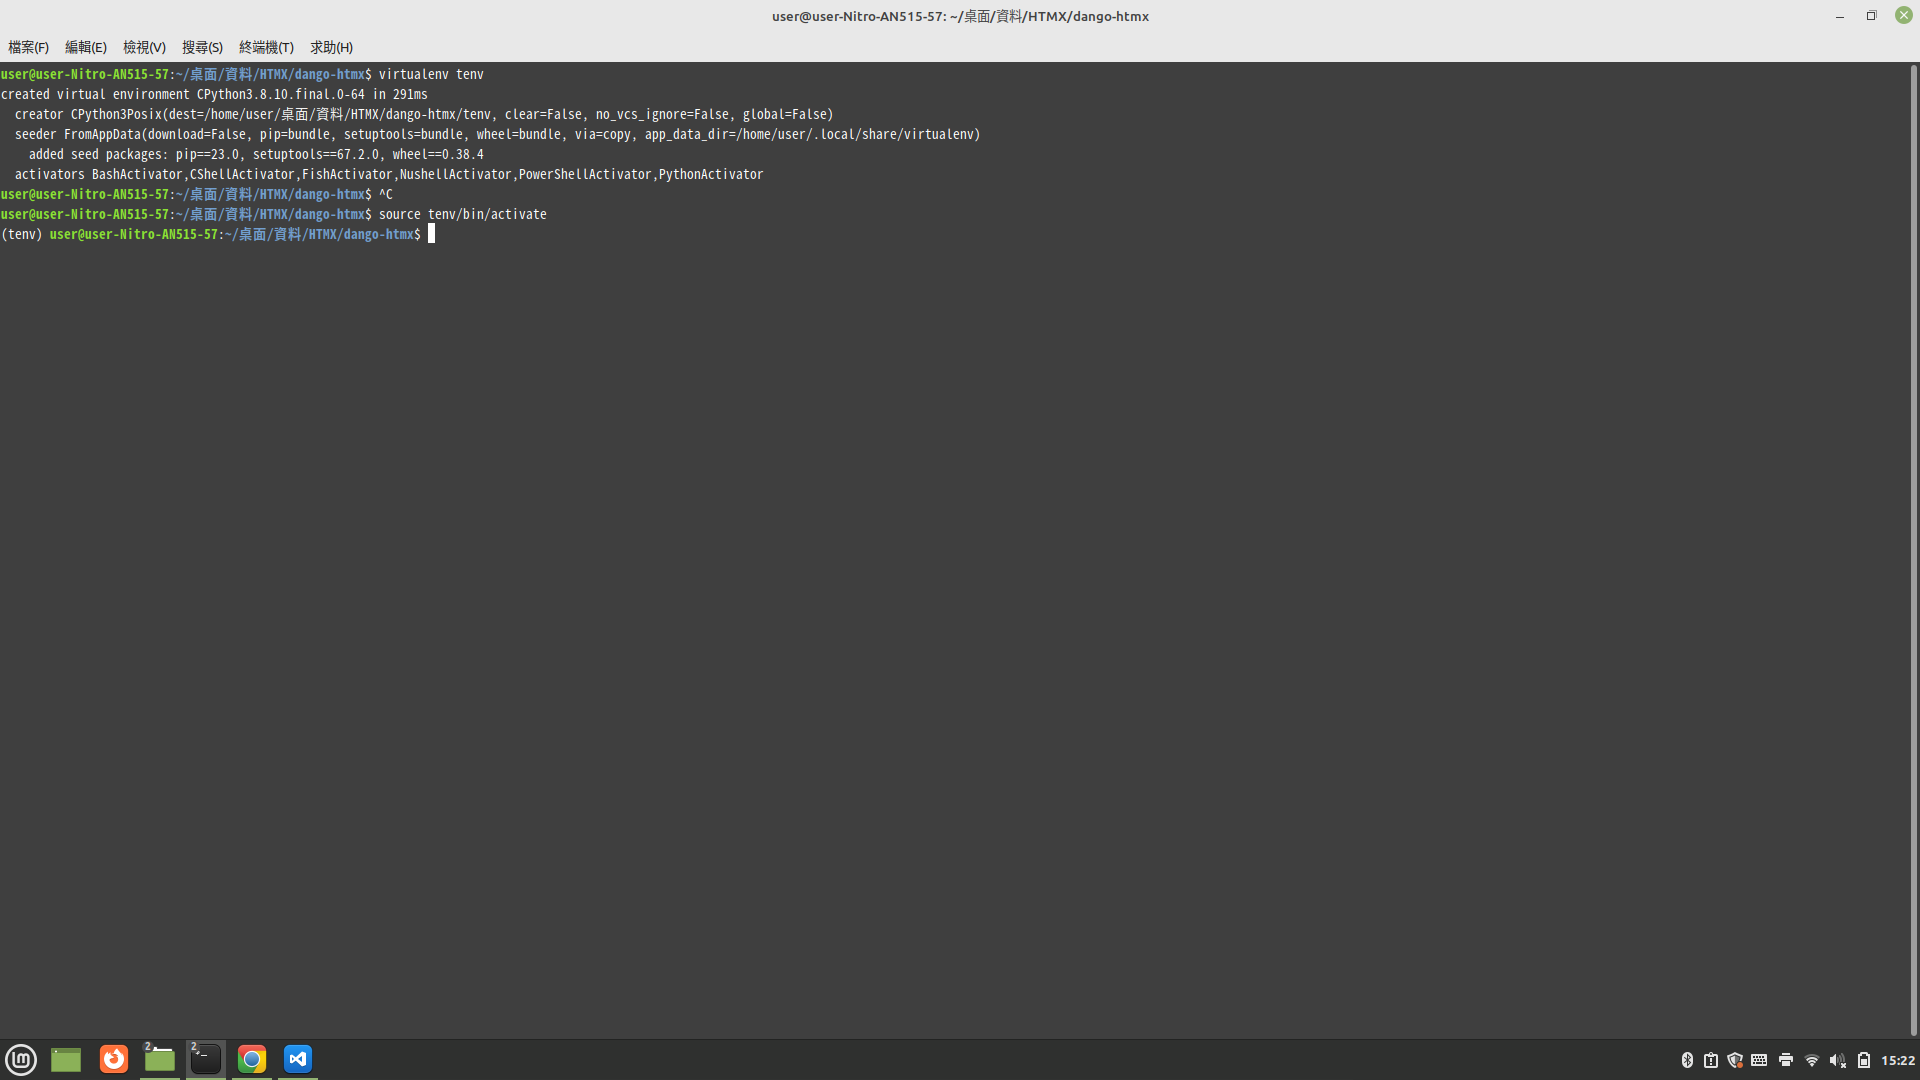 user@user-Nitro-AN515-57: ~/桌面/資料/HTMX/dango-htmx
檔案(F) 編輯(E) 檢視(V) 搜尋(S) 終端機(T) 求助(H)
user@user-Nitro-AN515-57:~/桌面/資料/HTMX/dango-htmx$ virtualenv tenv
created virtual environment CPython3.8.10.final.0-64 in 291ms
  creator CPython3Posix(dest=/home/user/桌面/資料/HTMX/dango-htmx/tenv, clear=False, no_vcs_ignore=False, global=False)
  seeder FromAppData(download=False, pip=bundle, setuptools=bundle, wheel=bundle, via=copy, app_data_dir=/home/user/.local/share/virtualenv)
    added seed packages: pip==23.0, setuptools==67.2.0, wheel==0.38.4
  activators BashActivator,CShellActivator,FishActivator,NushellActivator,PowerShellActivator,PythonActivator
user@user-Nitro-AN515-57:~/桌面/資料/HTMX/dango-htmx$ ^C
user@user-Nitro-AN515-57:~/桌面/資料/HTMX/dango-htmx$ source tenv/bin/activate
(tenv) user@user-Nitro-AN515-57:~/桌面/資料/HTMX/dango-htmx$
2 2 15:22